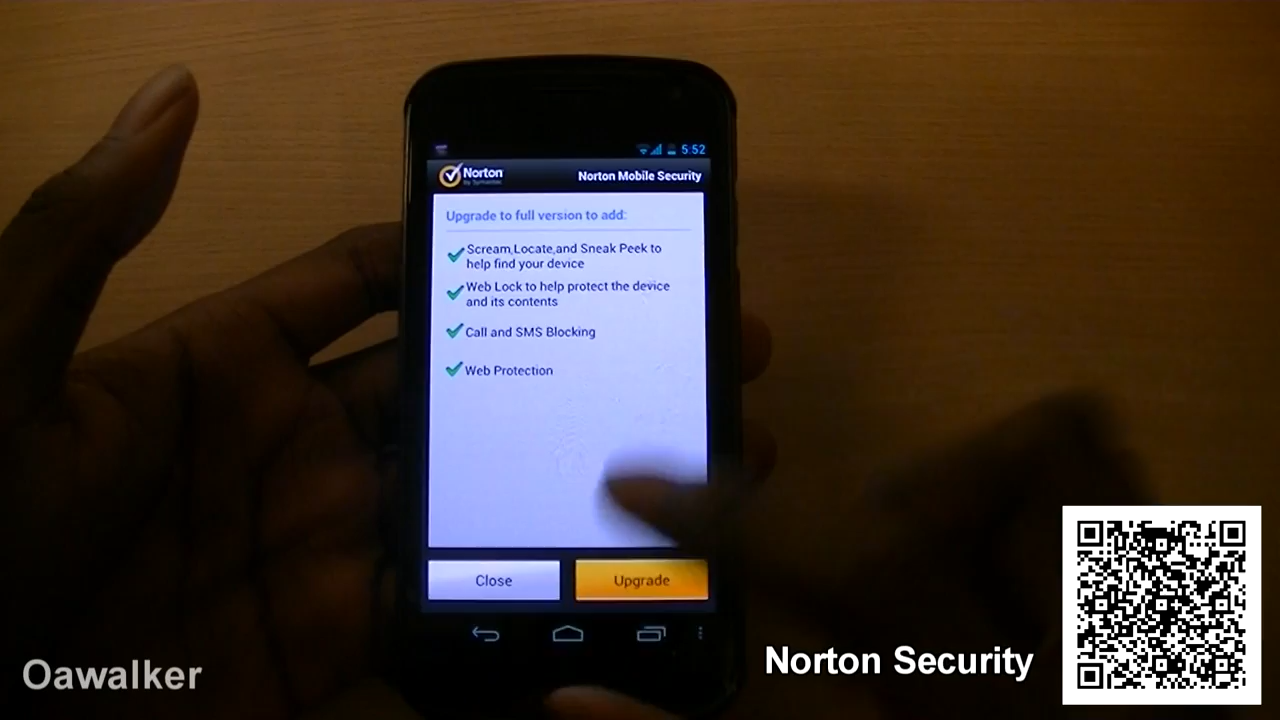 5:52
Norton
by Symantec
Norton Mobile Security
Upgrade to full version to add:
Scream,Locate,and Sneak Peek to
help find your device
Web Lock to help protect the device
and its contents
Call and SMS Blocking
Web Protection
Close
Upgrade
Oawalker
Norton Security